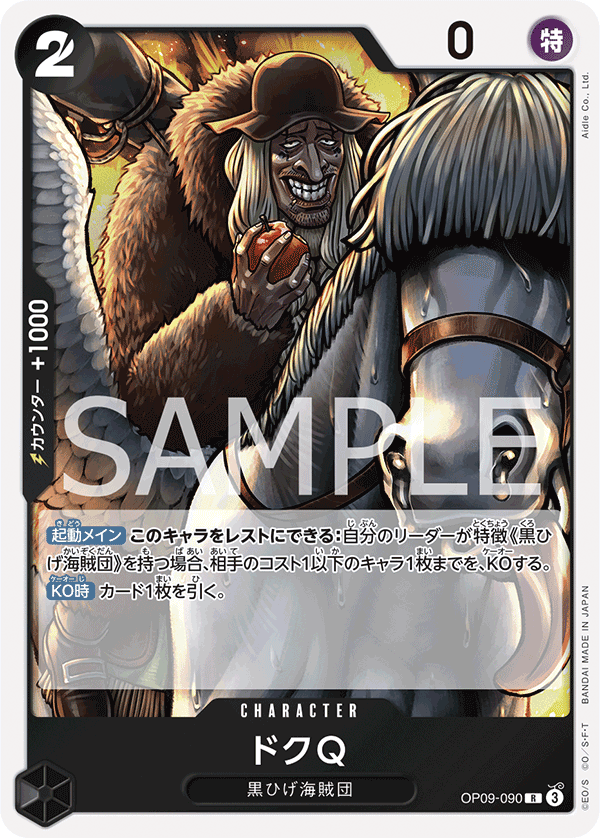 2
0
特
Aidle Co., Ltd.
カウンター +1000
SAMPLE
起動メイン このキャラをレストにできる:自分のリーダーが特徴《黒ひ
げ海賊団》を持つ場合、相手のコスト1以下のキャラ1枚までを、KOする。
KO時 カード1枚を引く。
CHARACTER
ドクQ
黒ひげ海賊団
OP09-090 R 3
©E.O/S ©O/S・F・T BANDAI MADE IN JAPAN